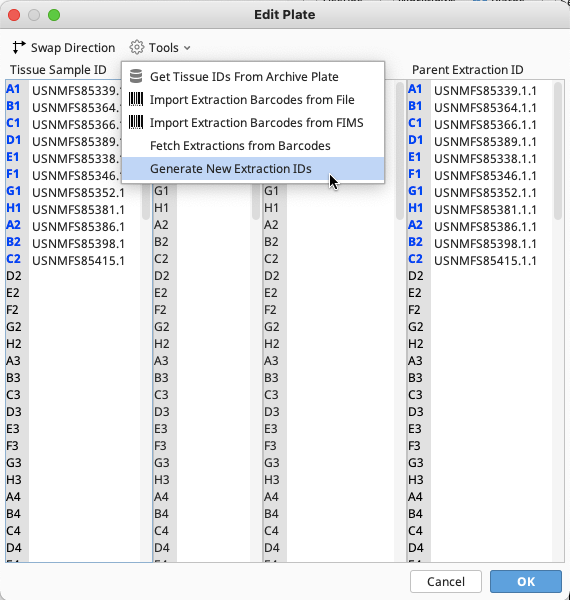 Edit Plate
Swap Direction
Tools
Tissue Sample ID
Parent Extraction ID
Get Tissue IDs From Archive Plate
Import Extraction Barcodes from File
Import Extraction Barcodes from FIMS
Fetch Extractions from Barcodes
Generate New Extraction IDs
A1 USNMFS85339. A1 USNMFS85339.1.1
B1 USNMFS85364. B1 USNMFS85364.1.1
C1 USNMFS85366. C1 USNMFS85366.1.1
D1 USNMFS85389. D1 USNMFS85389.1.1
E1 USNMFS85338. E1 USNMFS85338.1.1
F1 USNMFS85346. F1 USNMFS85346.1.1
G1 USNMFS85352.1 G1 G1 G1 USNMFS85352.1.1
H1 USNMFS85381.1 H1 H1 H1 USNMFS85381.1.1
A2 USNMFS85386.1 A2 A2 A2 USNMFS85386.1.1
B2 USNMFS85398.1 B2 B2 B2 USNMFS85398.1.1
C2 USNMFS85415.1 C2 C2 C2 USNMFS85415.1.1
D2 D2 D2 D2
E2 E2 E2 E2
F2 F2 F2 F2
G2 G2 G2 G2
H2 H2 H2 H2
A3 A3 A3 A3
B3 B3 B3 B3
C3 C3 C3 C3
D3 D3 D3 D3
E3 E3 E3 E3
F3 F3 F3 F3
G3 G3 G3 G3
H3 H3 H3 H3
A4 A4 A4 A4
B4 B4 B4 B4
C4 C4 C4 C4
D4 D4 D4 D4
Cancel
OK